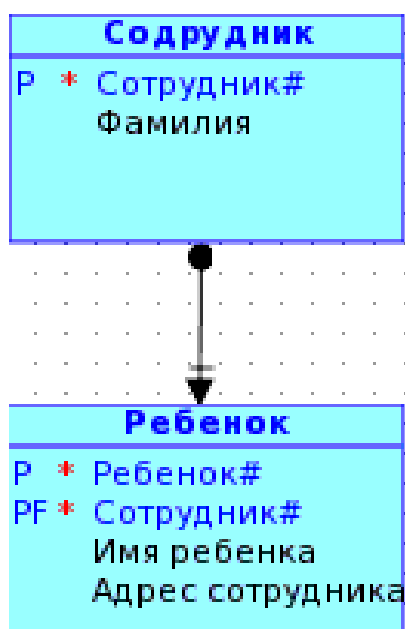 Содрудник
P * Сотрудник#
Фамилия
Ребенок
P * Ребенок#
PF * Сотрудник#
Имя ребенка
Адрес сотрудника